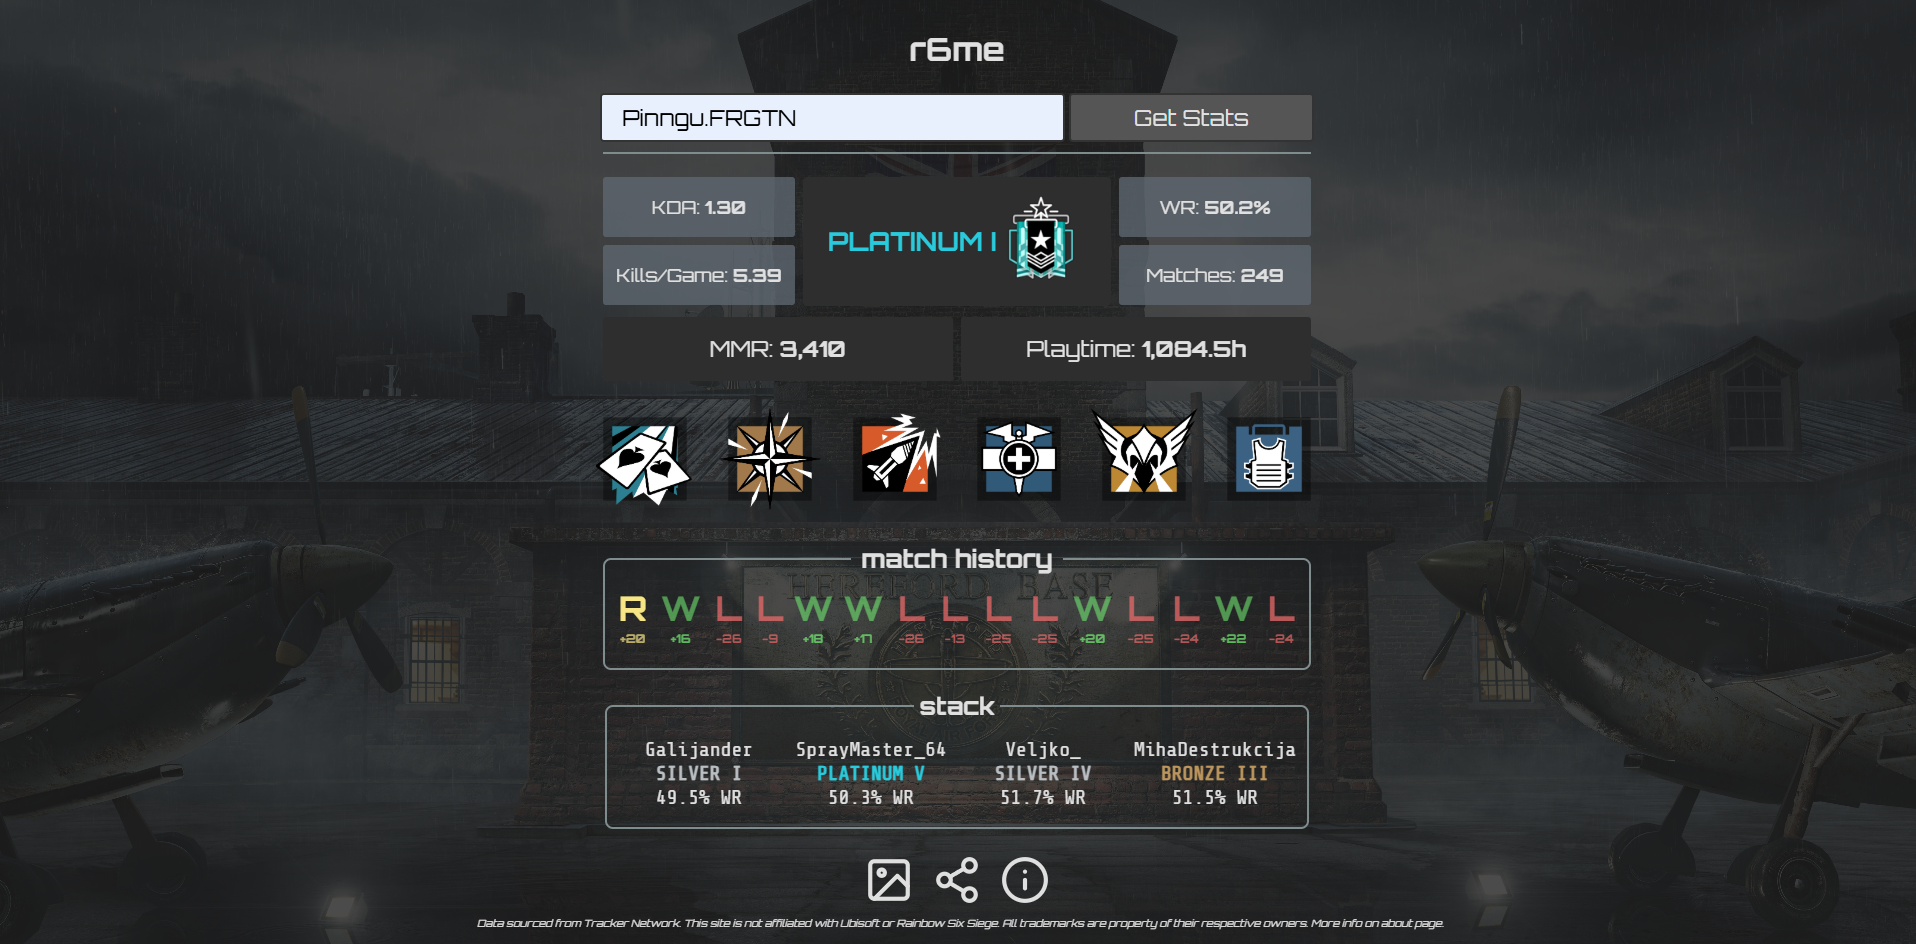 r6me
Pinngu.FRGTN
Get Stats
KDA: 1.30
PLATINUM I
WR: 50.2%
Kills/Game: 5.39
Matches: 249
MMR: 3,410
Playtime: 1,084.5h
match history
HEREFORD BASE
R W L L W W L L L L W L L W L
+20 +16 -26 -9 +18 +17 -26 -13 -25 -25 +20 -25 -24 +22 -24
stack
Galijander SprayMaster_64 Veljko_ MihaDestrukcija
SILVER I PLATINUM V SILVER IV BRONZE III
49.5% WR 50.3% WR 51.7% WR 51.5% WR
Data sourced from Tracker Network. This site is not affiliated with Ubisoft or Rainbow Six Siege. All trademarks are property of their respective owners. More info on about page.